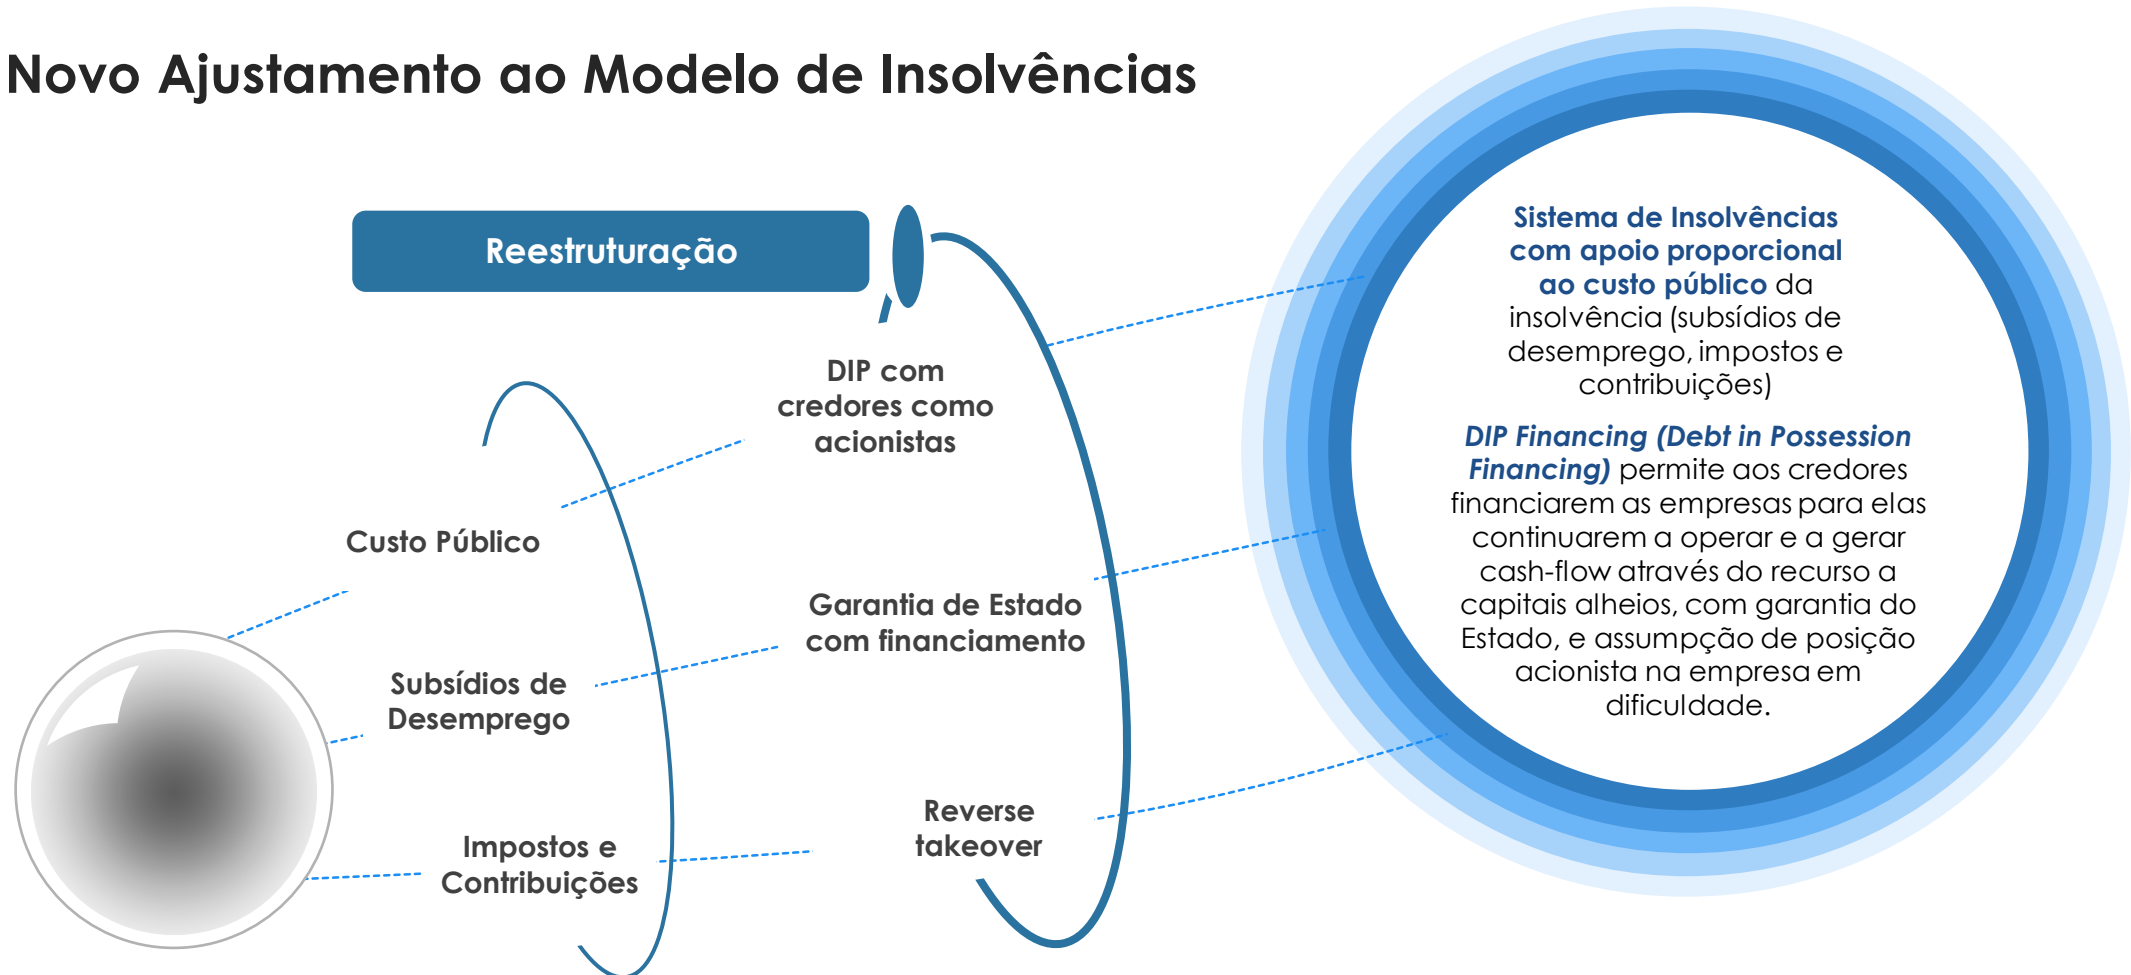 Novo Ajustamento ao Modelo de Insolvências
Reestruturação
Custo Público
Subsídios de
Desemprego
Impostos e
Contribuições
DIP com
credores como
acionistas
Garantia de Estado
com financiamento
Reverse
takeover
Sistema de Insolvências
com apoio proporcional
ao custo público da
insolvência (subsídios de
desemprego, impostos e
contribuições)
DIP Financing (Debt in Possession
Financing) permite aos credores
financiarem as empresas para elas
continuarem a operar e a gerar
cash-flow através do recurso a
capitais alheios, com garantia do
Estado, e assumpção de posição
acionista na empresa em
dificuldade.